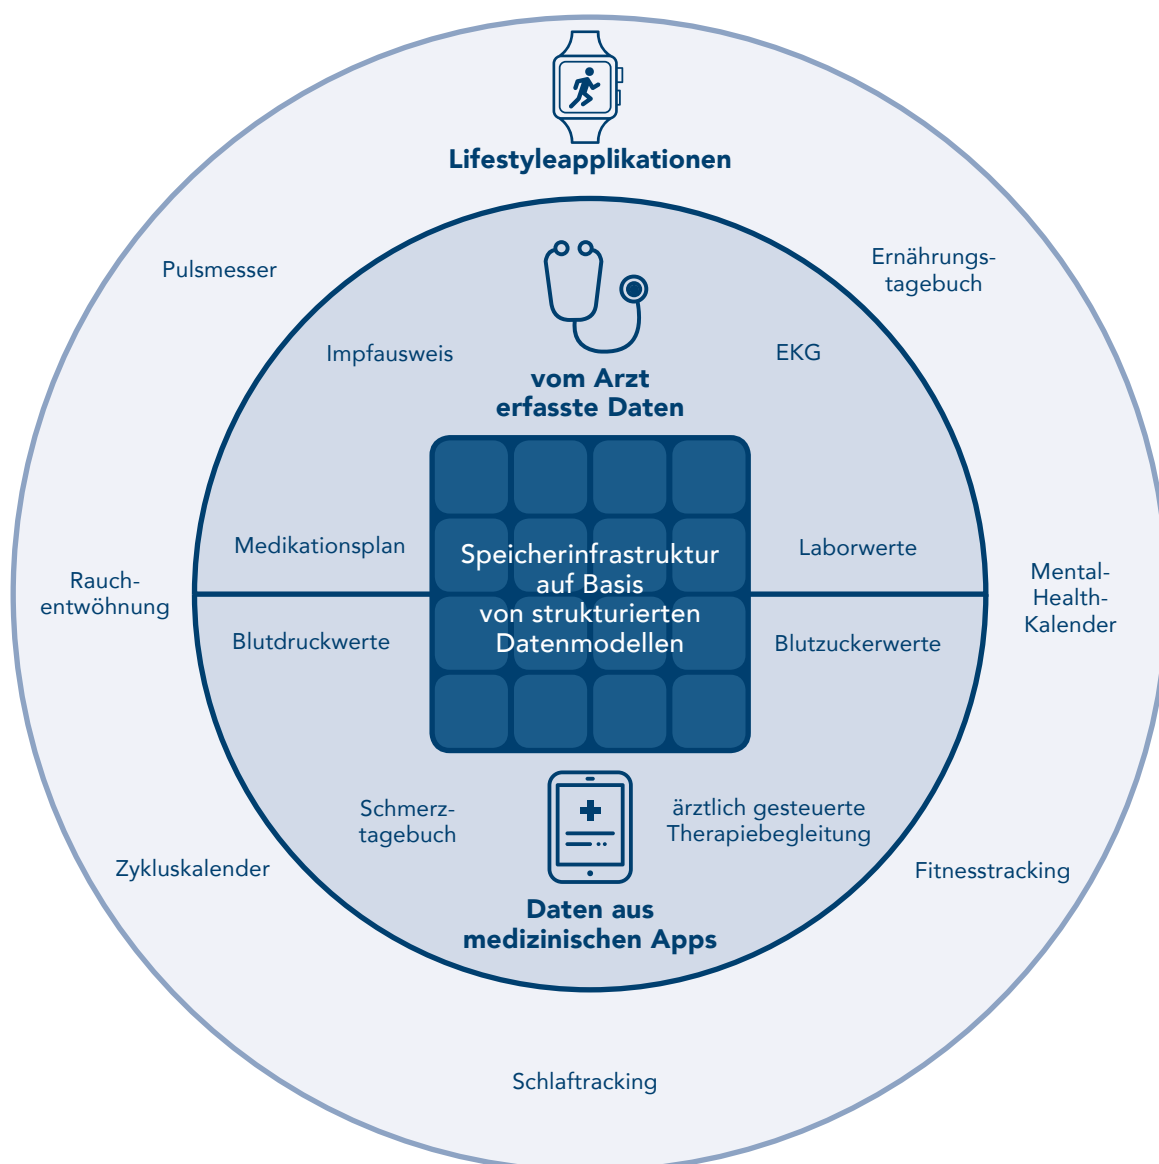 Lifestyleapplikationen
Pulsmesser
Ernährungs-
tagebuch
Impfausweis
EKG
vom Arzt
erfasste Daten
Medikationsplan
Speicherinfrastruktur
auf Basis
von strukturierten
Datenmodellen
Laborwerte
Rauch-
entwöhnung
Mental-
Health-
Kalender
Blutdruckwerte
Blutzuckerwerte
Schmerz-
tagebuch
ärztlich gesteuerte
Therapiebegleitung
Zykluskalender
Fitnesstracking
Daten aus
medizinischen Apps
Schlaftracking